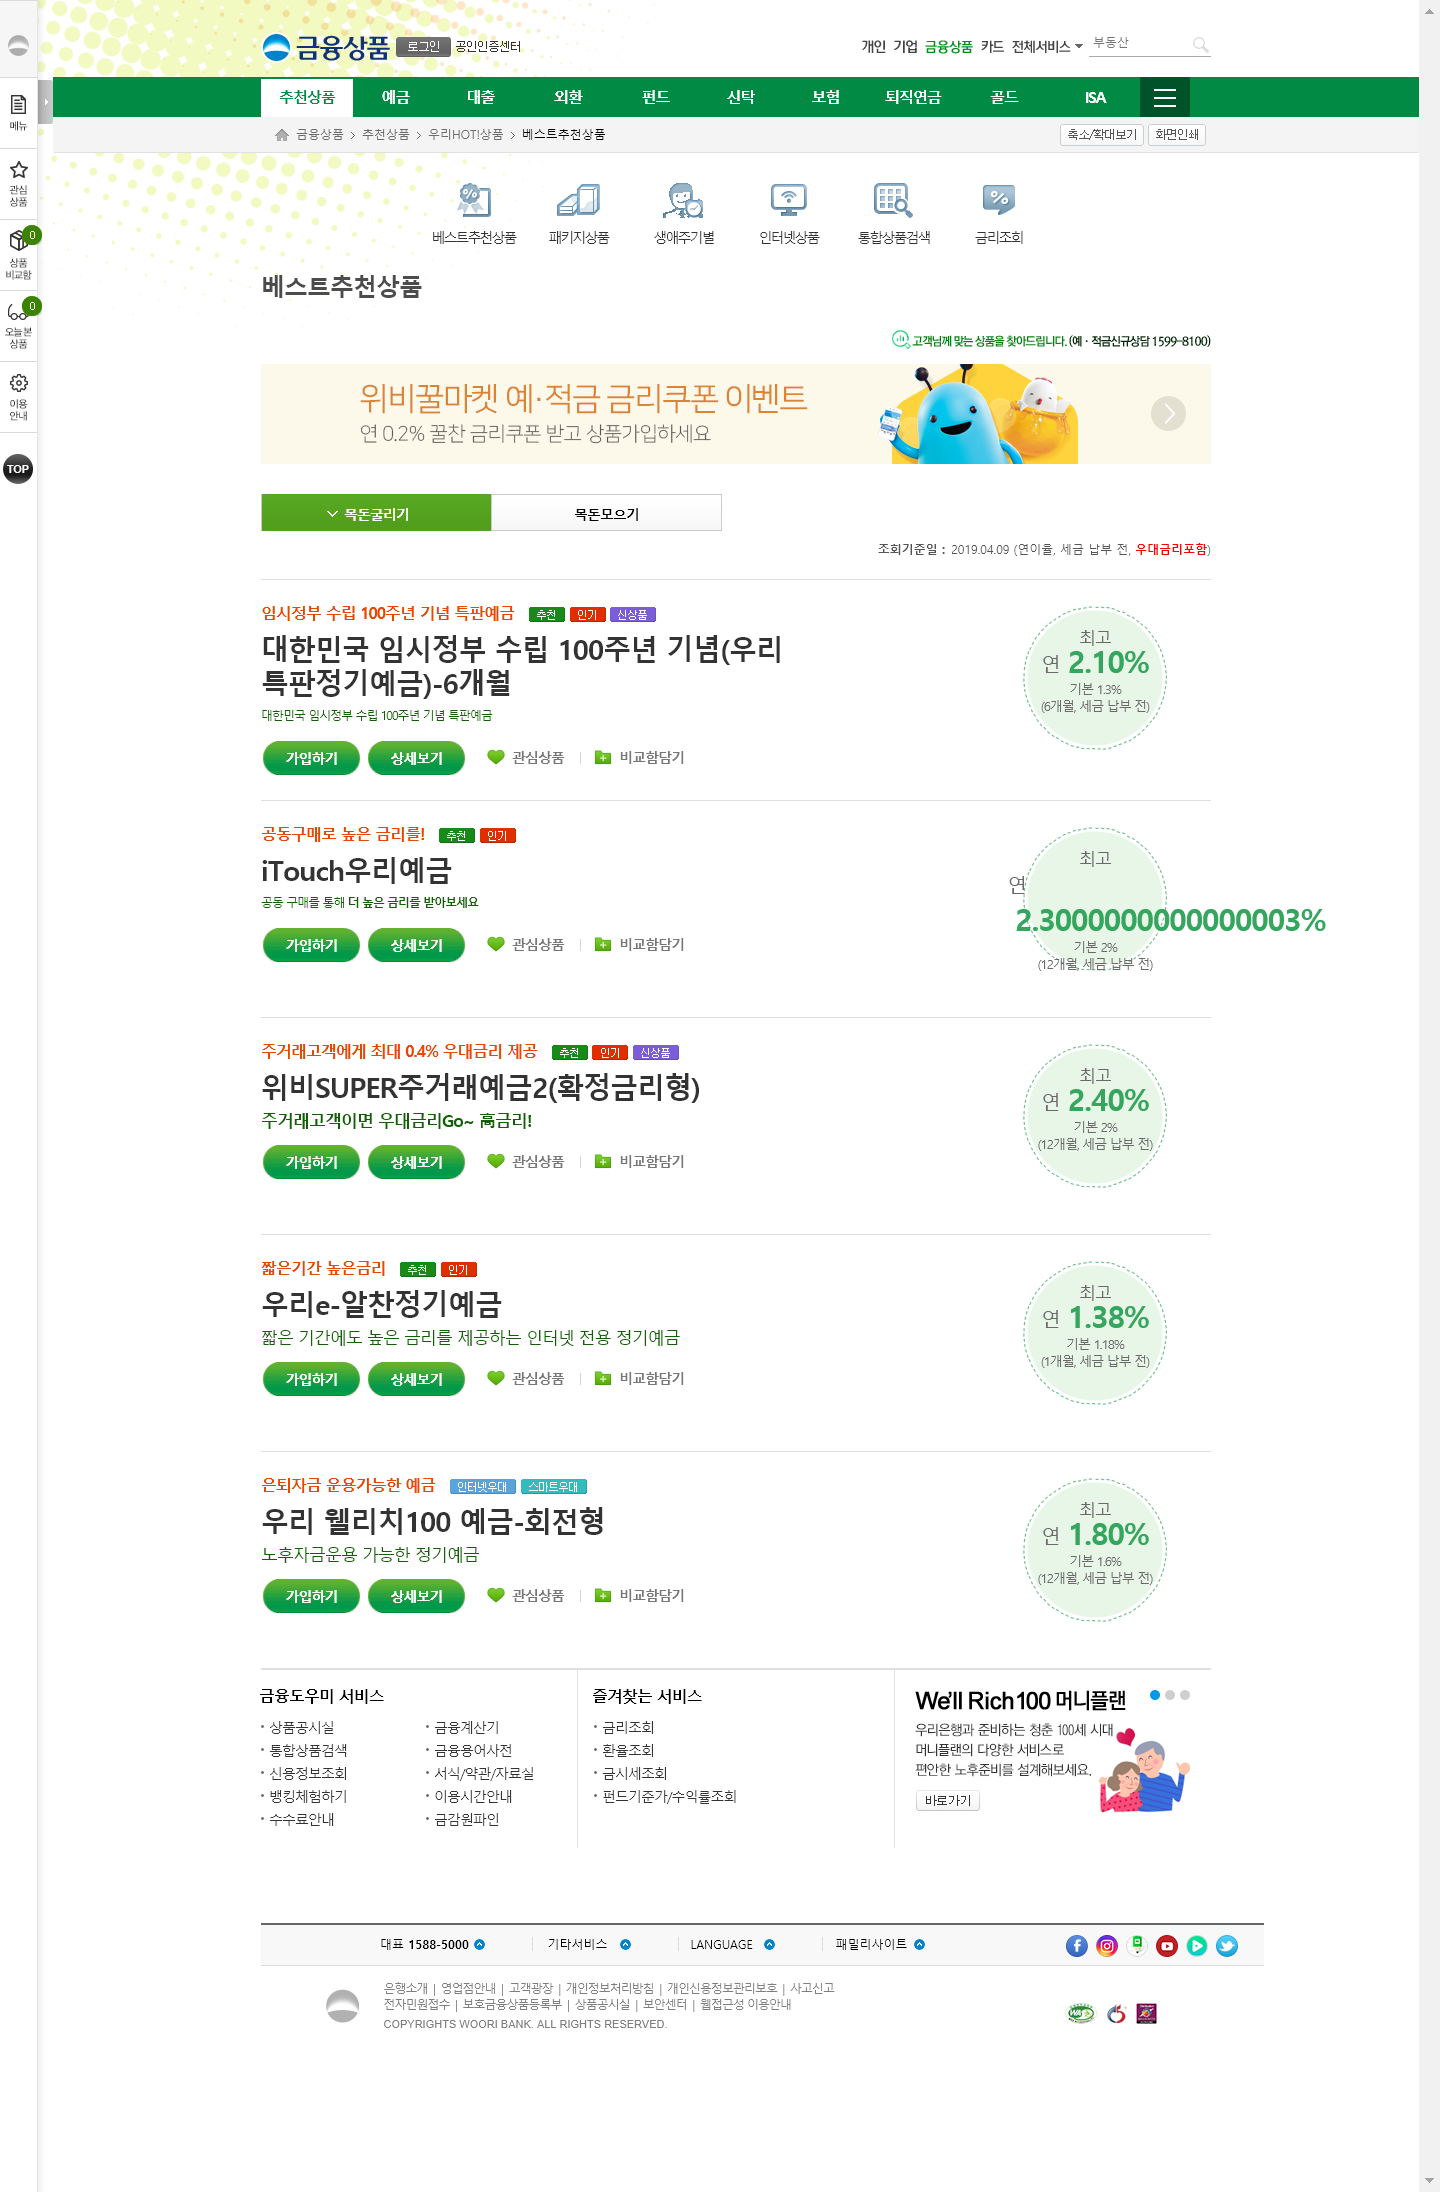 금융상품
로그인
공인인증센터
개인 기업 금융상품 카드 전체서비스
부동산
추천상품 예금 대출 외환 펀드 신탁 보험 퇴직연금 골드 ISA
금융상품 > 추천상품 > 우리HOT!상품 > 베스트추천상품
축소/확대보기 화면인쇄
메뉴
관심
상품
0
상품
비교함
0
오늘본
상품
이용
안내
TOP
베스트추천상품 패키지상품 생애주기별 인터넷상품 통합상품검색 금리조회
베스트추천상품
고객님께 맞는 상품을 찾아드립니다. (예 · 적금신규상담 1599-8100)
위비꿀마켓 예·적금 금리쿠폰 이벤트
연 0.2% 꿀찬 금리쿠폰 받고 상품가입하세요
목돈굴리기 목돈모으기
조회기준일 : 2019.04.09 (연이율, 세금 납부 전, 우대금리포함)
임시정부 수립 100주년 기념 특판예금 추천 인기 신상품
대한민국 임시정부 수립 100주년 기념(우리
특판정기예금)-6개월
대한민국 임시정부 수립 100주년 기념 특판예금
가입하기 상세보기 관심상품 비교함담기
최고
연 2.10%
기본 1.3%
(6개월, 세금 납부 전)
공동구매로 높은 금리를! 추천 인기
iTouch우리예금
공동 구매를 통해 더 높은 금리를 받아보세요
가입하기 상세보기 관심상품 비교함담기
최고
연
2.3000000000000003%
기본 2%
(12개월, 세금 납부 전)
주거래고객에게 최대 0.4% 우대금리 제공 추천 인기 신상품
위비SUPER주거래예금2(확정금리형)
주거래고객이면 우대금리Go~ 高금리!
가입하기 상세보기 관심상품 비교함담기
최고
연 2.40%
기본 2%
(12개월, 세금 납부 전)
짧은기간 높은금리 추천 인기
우리e-알찬정기예금
짧은 기간에도 높은 금리를 제공하는 인터넷 전용 정기예금
가입하기 상세보기 관심상품 비교함담기
최고
연 1.38%
기본 1.18%
(1개월, 세금 납부 전)
은퇴자금 운용가능한 예금 인터넷우대 스마트우대
우리 웰리치100 예금-회전형
노후자금운용 가능한 정기예금
가입하기 상세보기 관심상품 비교함담기
최고
연 1.80%
기본 1.6%
(12개월, 세금 납부 전)
금융도우미 서비스
상품공시실 금융계산기
통합상품검색 금융용어사전
신용정보조회 서식/약관/자료실
뱅킹체험하기 이용시간안내
수수료안내 금감원파인
즐겨찾는 서비스
금리조회
환율조회
금시세조회
펀드기준가/수익률조회
We'll Rich100 머니플랜
우리은행과 준비하는 청춘 100세 시대
머니플랜의 다양한 서비스로
편안한 노후준비를 설계해보세요.
바로가기
대표 1588-5000 기타서비스 LANGUAGE 패밀리사이트
은행소개 | 영업점안내 | 고객광장 | 개인정보처리방침 | 개인신용정보관리보호 | 사고신고
전자민원접수 | 보호금융상품등록부 | 상품공시실 | 보안센터 | 웹접근성 이용안내
COPYRIGHTS WOORI BANK. ALL RIGHTS RESERVED.